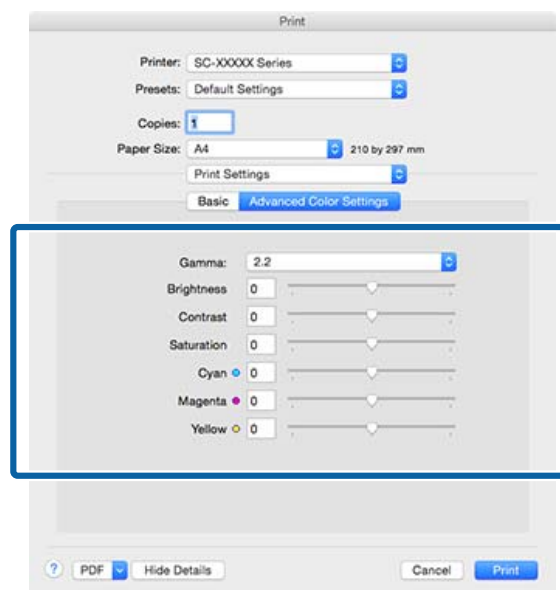 Print
Printer: SC-XXXXX Series
Presets: Default Settings
Copies: 1
Paper Size: A4 210 by 297 mm
Print Settings
Basic Advanced Color Settings
Gamma: 2.2
Brightness 0
Contrast 0
Saturation 0
Cyan 0
Magenta 0
Yellow 0
? PDF Hide Details Cancel Print